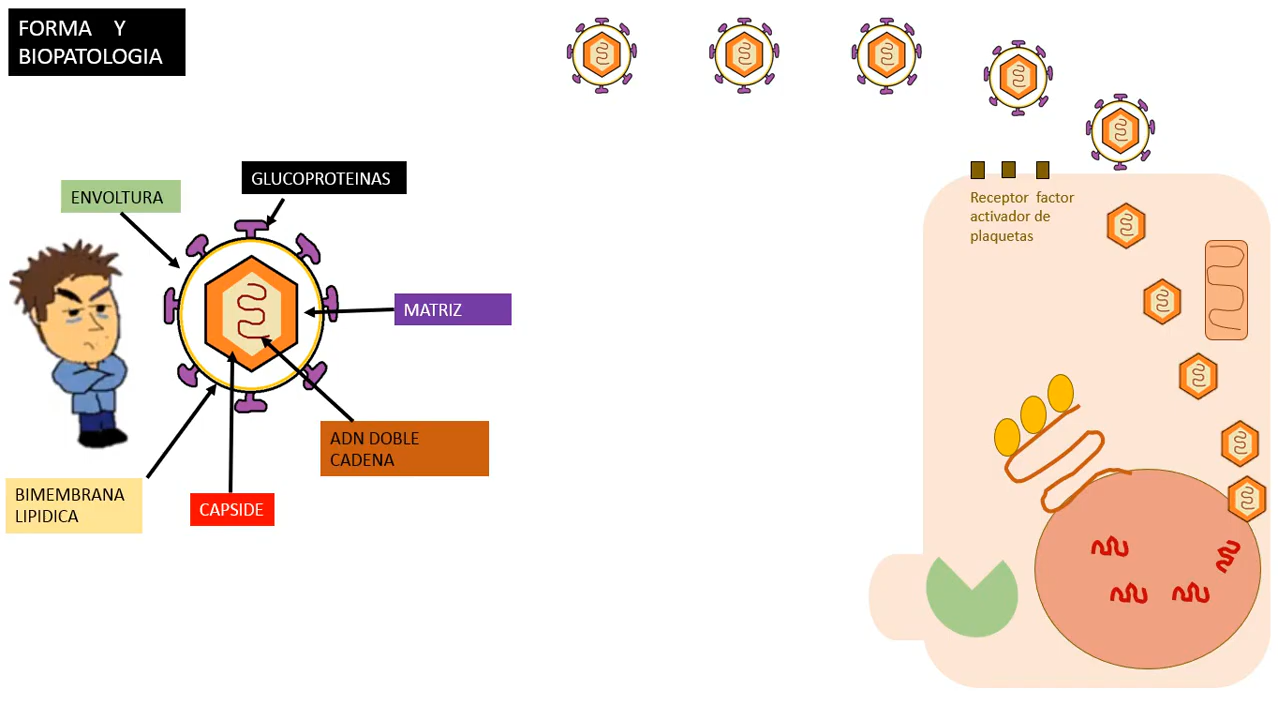 FORMA Y
BIOPATOLOGIA
GLUCOPROTEINAS
ENVOLTURA
MATRIZ
ADN DOBLE
CADENA
BIMEMBRANA
LIPIDICA
CAPSIDE
Receptor factor
activador de
plaquetas